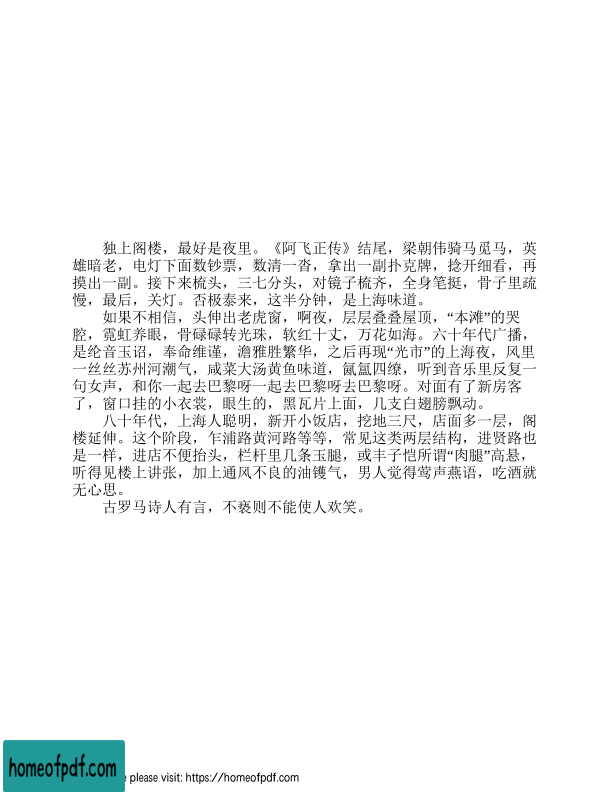 独上阁楼，最好是夜里。《阿飞正传》结尾，梁朝伟骑马觅马，英
雄暗老，电灯下面数钞票，数清一沓，拿出一副扑克牌，捻开细看，再
摸出一副。接下来梳头，三七分头，对镜子梳齐，全身笔挺，骨子里疏
慢，最后，关灯。否极泰来，这半分钟，是上海味道。
如果不相信，头伸出老虎窗，啊夜，层层叠叠屋顶，“本滩”的哭
腔，霓虹养眼，骨碌碌转光珠，软红十丈，万花如海。六十年代广播，
是纶音玉诏，奉命维谨，澹雅胜繁华，之后再现“光市”的上海夜，风里
一丝丝苏州河潮气，咸菜大汤黄鱼味道，氤氲四缭，听到音乐里反复一
句女声，和你一起去巴黎呀一起去巴黎呀去巴黎呀。对面有了新房客
了，窗口挂的小衣裳，眼生的，黑瓦片上面，几支白翅膀飘动。
八十年代，上海人聪明，新开小饭店，挖地三尺，店面多一层，阁
楼延伸。这个阶段，乍浦路黄河路等等，常见这类两层结构，进贤路也
是一样，进店不便抬头，栏杆里几条玉腿，或丰子恺所谓“肉腿”高悬，
听得见楼上讲张，加上通风不良的油镬气，男人觉得莺声燕语，吃酒就
无心思。
古罗马诗人有言，不亵则不能使人欢笑。
homeofpdf.com
please visit: https://homeofpdf.com